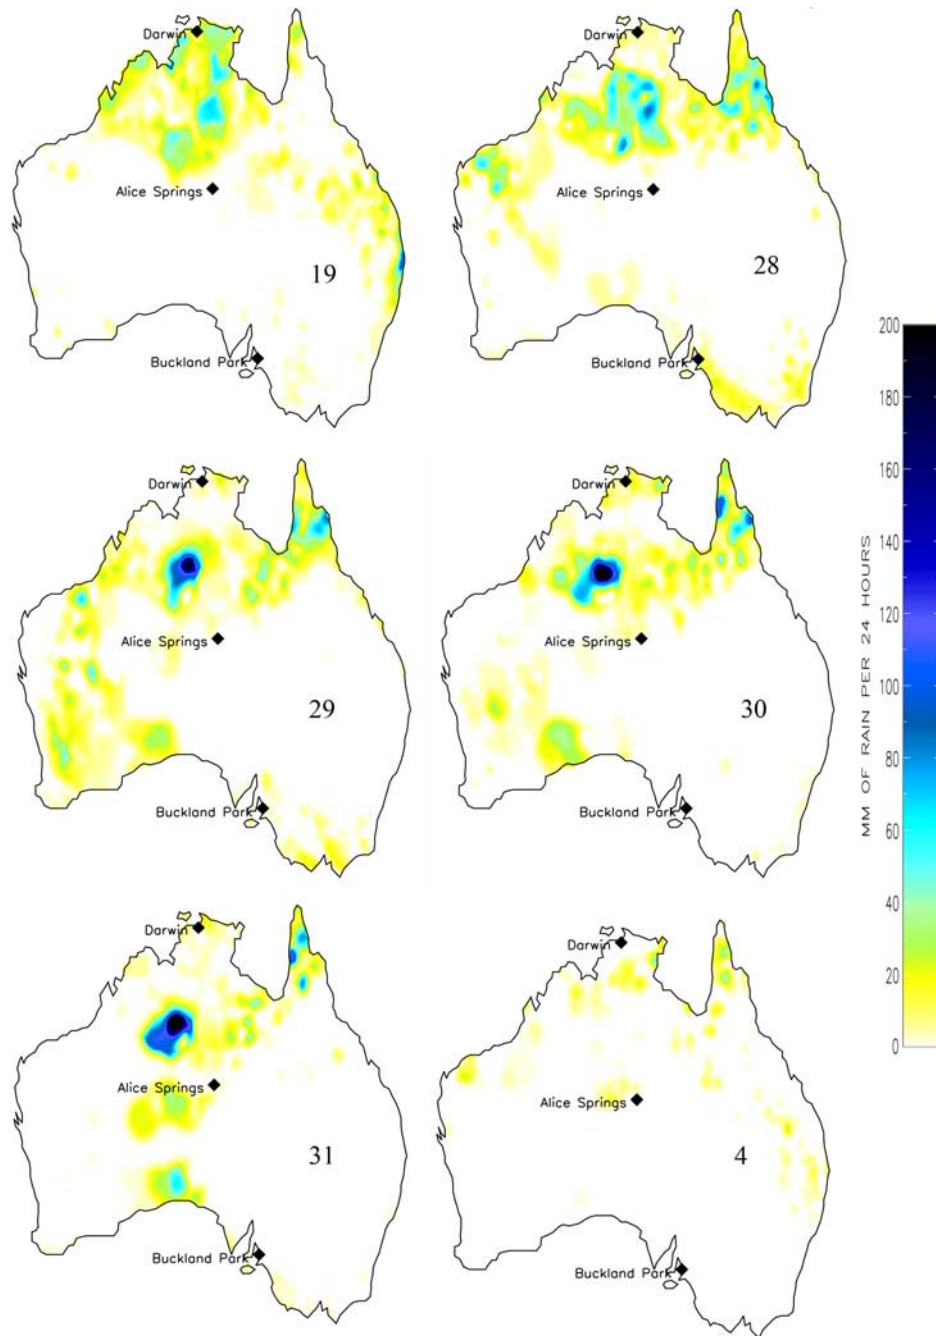 Darwin
Alice Springs
19
Buckland Park
Darwin
Alice Springs
28
Buckland Park
Darwin
Alice Springs
29
Buckland Park
Darwin
Alice Springs
30
Buckland Park
Darwin
Alice Springs
31
Buckland Park
Darwin
Alice Springs
4
Buckland Park
MM OF RAIN PER 24 HOURS
200
180
160
140
120
100
80
60
40
20
0